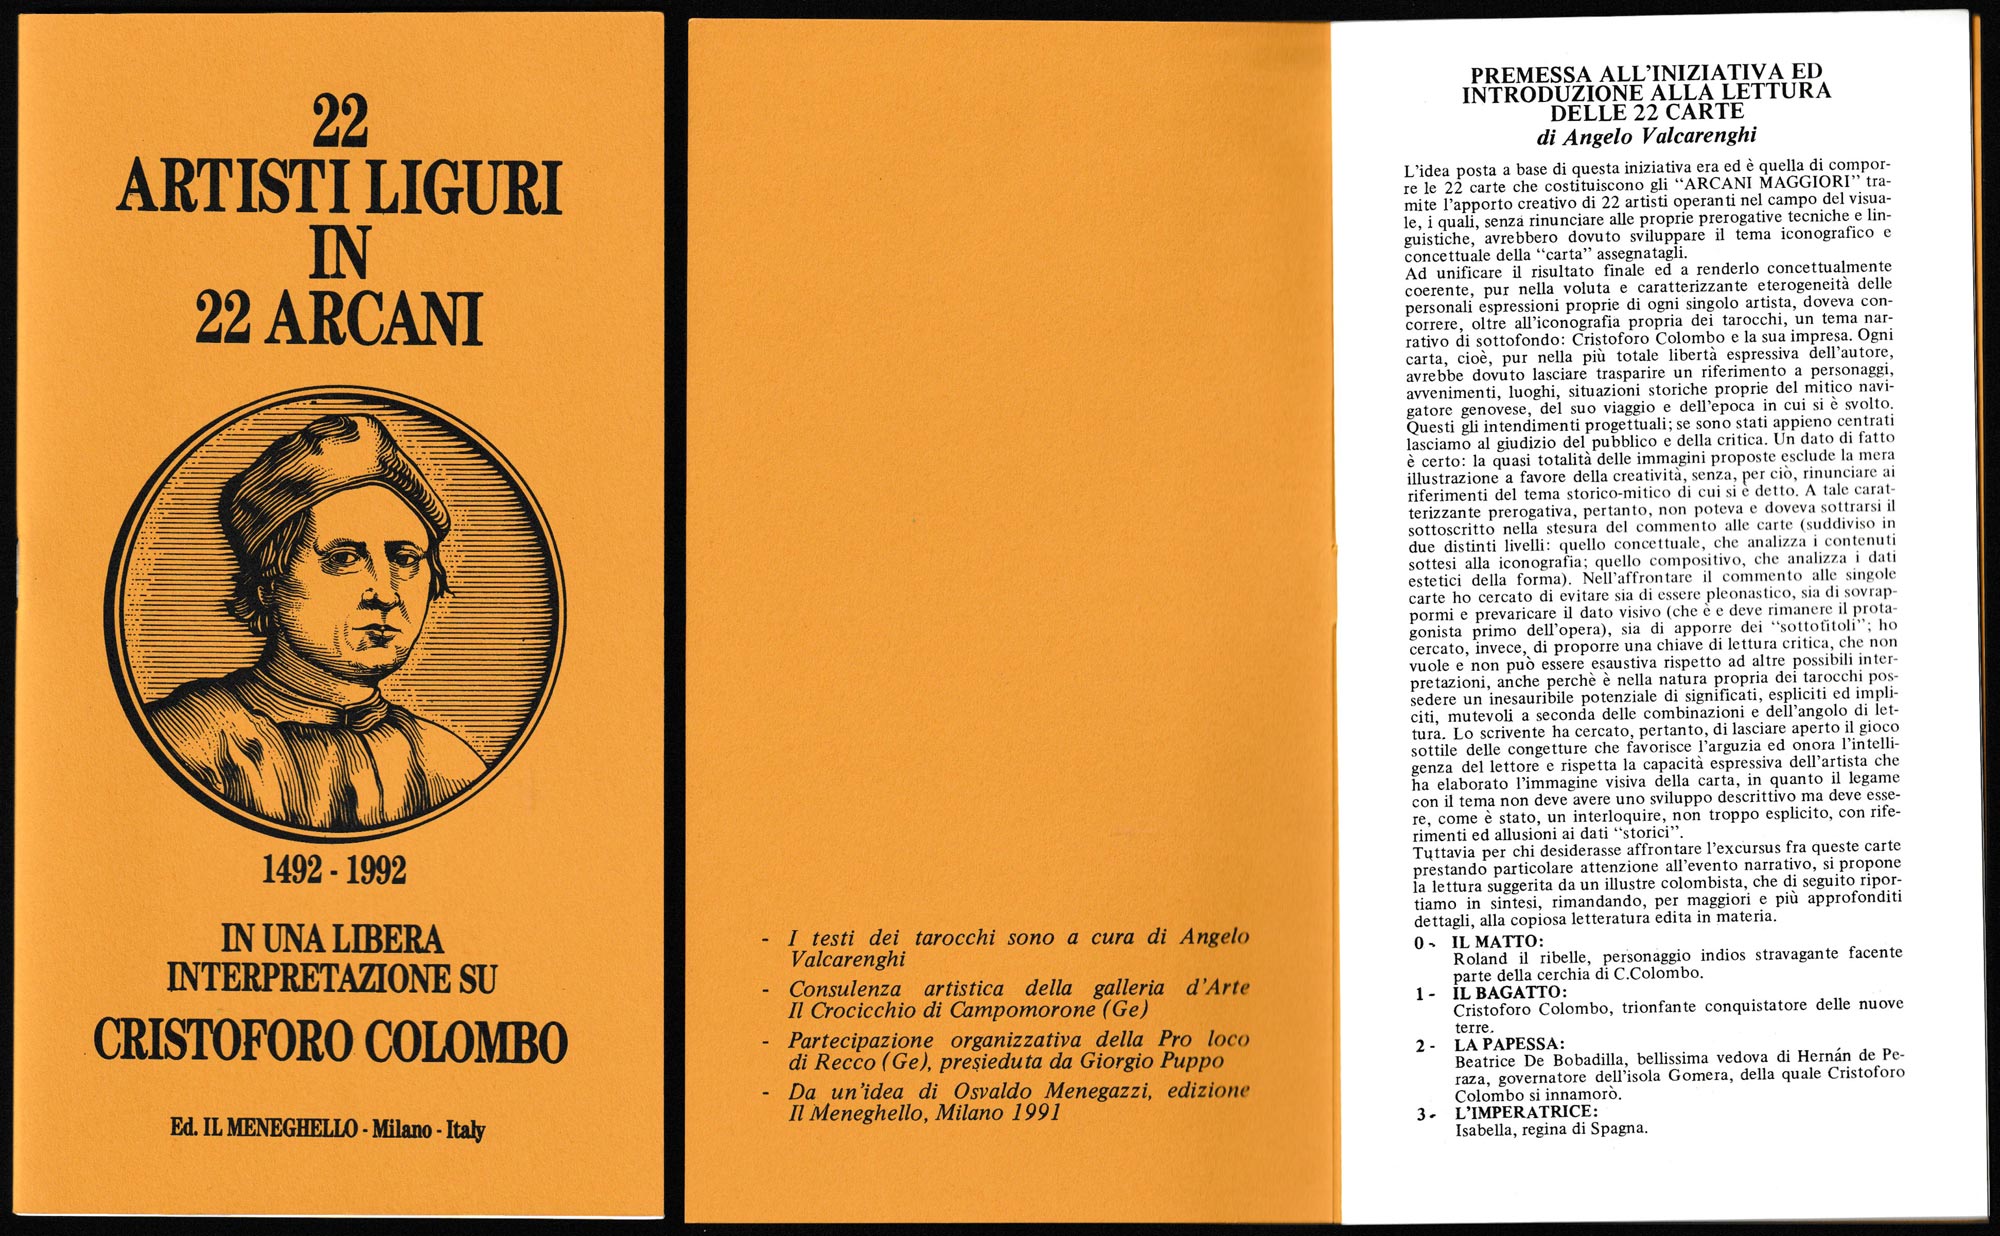 22
ARTISTI LIGURI
IN
22 ARCANI
1492 - 1992
IN UNA LIBERA
INTERPRETAZIONE SU
CRISTOFORO COLOMBO
Ed. IL MENEGHELLO - Milano - Italy
- I testi dei tarocchi sono a cura di Angelo
Valcarenghi
- Consulenza artistica della galleria d'Arte
Il Crocicchio di Campomorone (Ge)
- Partecipazione organizzativa della Pro loco
di Recco (Ge), presieduta da Giorgio Puppo
- Da un'idea di Osvaldo Menegazzi, edizione
Il Meneghello, Milano 1991
PREMESSA ALL'INIZIATIVA ED
INTRODUZIONE ALLA LETTURA
DELLE 22 CARTE
di Angelo Valcarenghi
L'idea posta a base di questa iniziativa era ed è quella di compor-
re le 22 carte che costituiscono gli "ARCANI MAGGIORI" tra-
mite l'apporto creativo di 22 artisti operanti nel campo del visua-
le, i quali, senza rinunciare alle proprie prerogative tecniche e lin-
guistiche, avrebbero dovuto sviluppare il tema iconografico e
concettuale della "carta" assegnatagli.
Ad unificare il risultato finale ed a renderlo concettualmente
coerente, pur nella voluta e caratterizzante eterogeneità delle
personali espressioni proprie di ogni singolo artista, doveva con-
correre, oltre all'iconografia propria dei tarocchi, un tema nar-
rativo di sottofondo: Cristoforo Colombo e la sua impresa. Ogni
carta, cioè, pur nella più totale libertà espressiva dell'autore,
avrebbe dovuto lasciare trasparire un riferimento a personaggi,
avvenimenti, luoghi, situazioni storiche proprie del mitico navi-
gatore genovese, del suo viaggio e dell'epoca in cui si è svolto.
Questi gli intendimenti progettuali; se sono stati appieno centrati
lasciamo al giudizio del pubblico e della critica. Un dato di fatto
è certo: la quasi totalità delle immagini proposte esclude la mera
illustrazione a favore della creatività, senza, per ciò, rinunciare ai
riferimenti del tema storico-mitico di cui si è detto. A tale carat-
terizzante prerogativa, pertanto, non poteva e doveva sottrarsi il
sottoscritto nella stesura del commento alle carte (suddiviso in
due distinti livelli: quello concettuale, che analizza i contenuti
sottesi alla iconografia; quello compositivo, che analizza i dati
estetici della forma). Nell'affrontare il commento alle singole
carte ho cercato di evitare sia di essere pleonastico, sia di sovrap-
pormi e prevaricare il dato visivo (che è e deve rimanere il prota-
gonista primo dell'opera), sia di apporre dei "sottotitoli"; ho
cercato, invece, di proporre una chiave di lettura critica, che non
vuole e non può essere esaustiva rispetto ad altre possibili inter-
pretazioni, anche perchè è nella natura propria dei tarocchi pos-
sedere un inesauribile potenziale di significati, espliciti ed impli-
citi, mutevoli a seconda delle combinazioni e dell'angolo di let-
tura. Lo scrivente ha cercato, pertanto, di lasciare aperto il gioco
sottile delle congetture che favorisce l'arguzia ed onora l'intelli-
genza del lettore e rispetta la capacità espressiva dell'artista che
ha elaborato l'immagine visiva della carta, in quanto il legame
con il tema non deve avere uno sviluppo descrittivo ma deve esse-
re, come è stato, un interloquire, non troppo esplicito, con rife-
rimenti ed allusioni ai dati "storici".
Tuttavia per chi desiderasse affrontare l'excursus fra queste carte
prestando particolare attenzione all'evento narrativo, si propone
la lettura suggerita da un illustre colombista, che di seguito ripor-
tiamo in sintesi, rimandando, per maggiori e più approfonditi
dettagli, alla copiosa letteratura edita in materia.
0 - IL MATTO:
Roland il ribelle, personaggio indios stravagante facente
parte della cerchia di C.Colombo.
1 - IL BAGATTO:
Cristoforo Colombo, trionfante conquistatore delle nuove
terre.
2 - LA PAPESSA:
Beatrice De Bobadilla, bellissima vedova di Hernán de Pe-
raza, governatore dell'isola Gomera, della quale Cristoforo
Colombo si innamorò.
3 - L'IMPERATRICE:
Isabella, regina di Spagna.